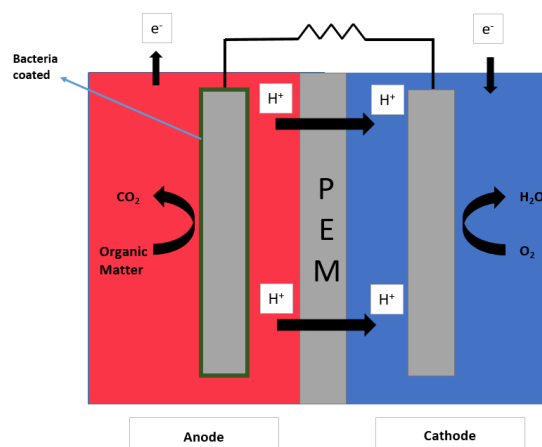 e⁻
e⁻
Bacteria
coated
H⁺
H⁺
P
E
M
CO₂
H₂O
Organic
Matter
O₂
H⁺
H⁺
Anode
Cathode